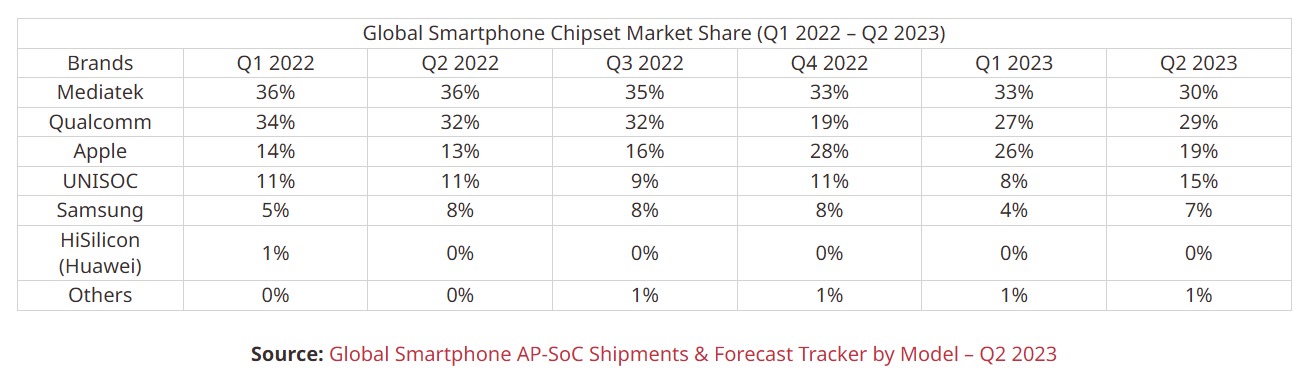 Global Smartphone Chipset Market Share (Q1 2022 – Q2 2023)
Brands Q1 2022 Q2 2022 Q3 2022 Q4 2022 Q1 2023 Q2 2023
Mediatek 36% 36% 35% 33% 33% 30%
Qualcomm 34% 32% 32% 19% 27% 29%
Apple 14% 13% 16% 28% 26% 19%
UNISOC 11% 11% 9% 11% 8% 15%
Samsung 5% 8% 8% 8% 4% 7%
HiSilicon
(Huawei) 1% 0% 0% 0% 0% 0%
Others 0% 0% 1% 1% 1% 1%
Source: Global Smartphone AP-SoC Shipments & Forecast Tracker by Model – Q2 2023